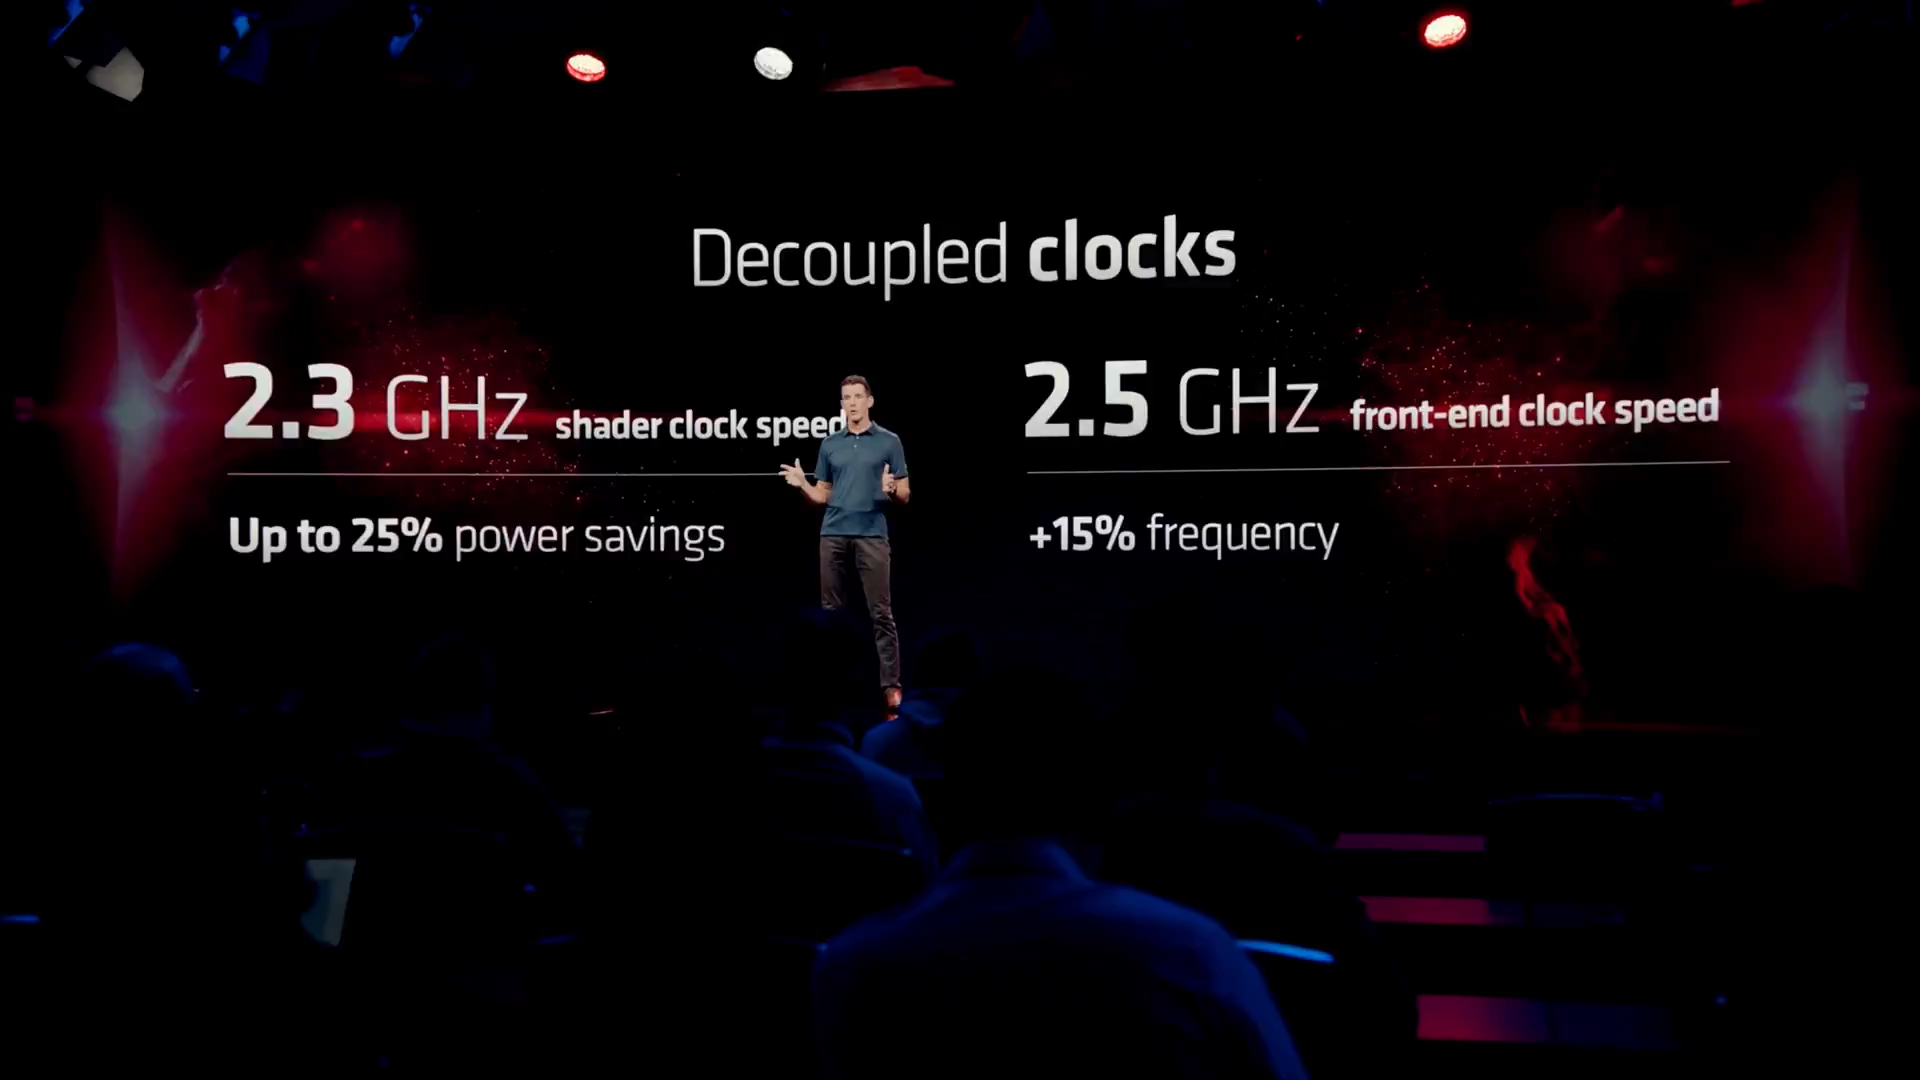 Decoupled clocks
2.3 GHz shader clock speed
Up to 25% power savings
2.5 GHz front-end clock speed
+15% frequency